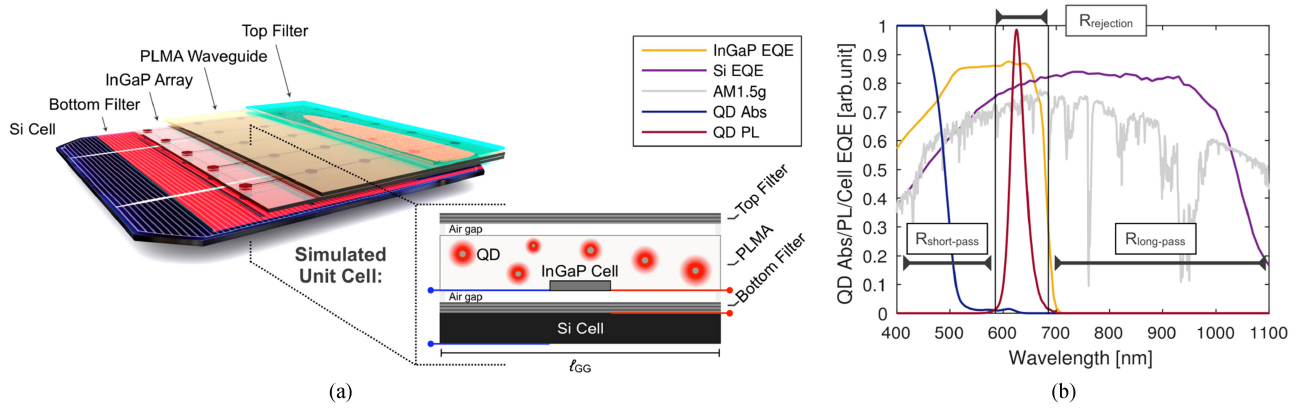 Top Filter
PLMA Waveguide
InGaP Array
Bottom Filter
Si Cell
Simulated
Unit Cell:
Air gap
QD
InGaP Cell
Air gap
Si Cell
ℓGG
Top Filter
PLMA
Bottom Filter
(a)
InGaP EQE
Si EQE
AM1.5g
QD Abs
QD PL
QD Abs/PL/Cell EQE [arb.unit]
1
0.9
0.8
0.7
0.6
0.5
0.4
0.3
0.2
0.1
0
Rrejection
Rshort-pass
Rlong-pass
400 500 600 700 800 900 1000 1100
Wavelength [nm]
(b)